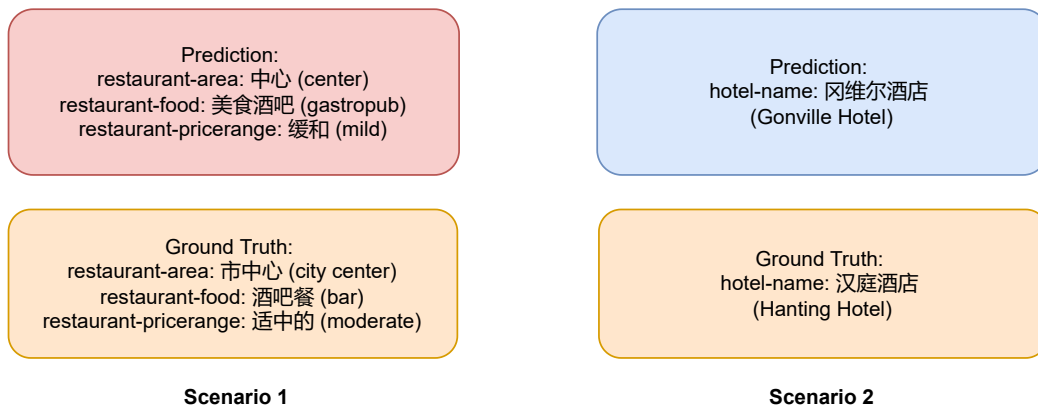 Prediction:
restaurant-area: 中心 (center)
restaurant-food: 美食酒吧 (gastropub)
restaurant-pricerange: 缓和 (mild)
Ground Truth:
restaurant-area: 市中心 (city center)
restaurant-food: 酒吧餐 (bar)
restaurant-pricerange: 适中的 (moderate)
Scenario 1
Prediction:
hotel-name: 冈维尔酒店
(Gonville Hotel)
Ground Truth:
hotel-name: 汉庭酒店
(Hanting Hotel)
Scenario 2